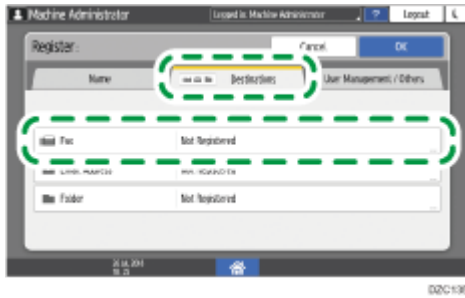 Machine Administrator Logged in: Machine Administrator ? Logout
Register: Cancel OK
Name Destinations User Management / Others
Fax Not Registered
Folder Not Registered
DZC138